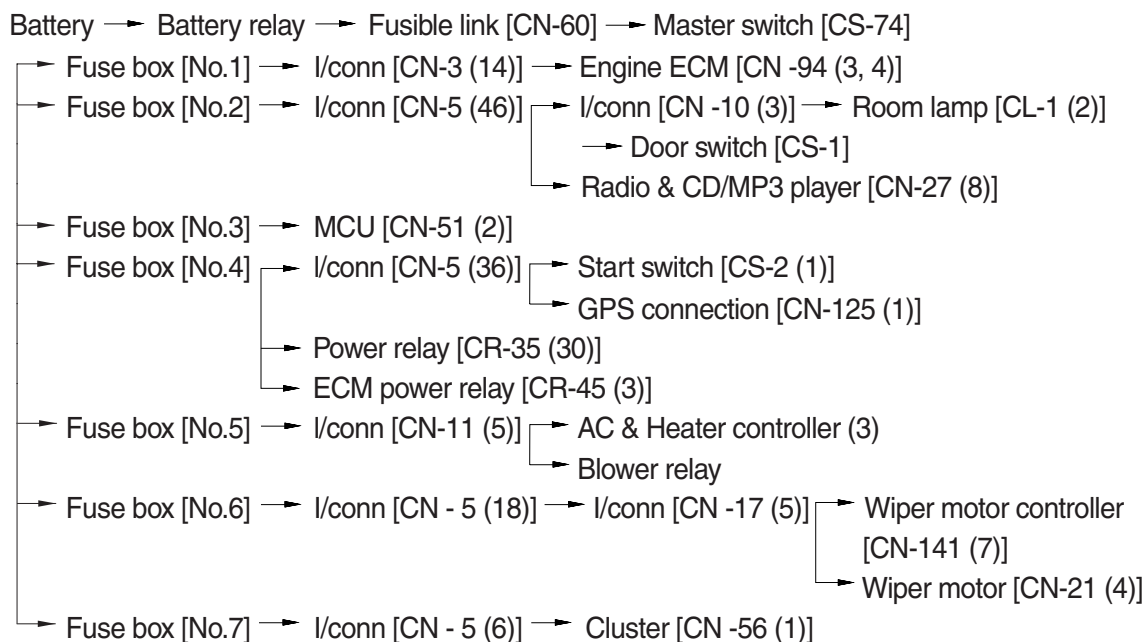 Battery → Battery relay → Fusible link [CN-60] → Master switch [CS-74]
→ Fuse box [No.1] → I/conn [CN-3 (14)] → Engine ECM [CN -94 (3, 4)]
→ Fuse box [No.2] → I/conn [CN-5 (46)] → I/conn [CN -10 (3)] → Room lamp [CL-1 (2)]
→ Door switch [CS-1]
→ Radio & CD/MP3 player [CN-27 (8)]
→ Fuse box [No.3] → MCU [CN-51 (2)]
→ Fuse box [No.4] → I/conn [CN-5 (36)] → Start switch [CS-2 (1)]
→ GPS connection [CN-125 (1)]
→ Power relay [CR-35 (30)]
→ ECM power relay [CR-45 (3)]
→ Fuse box [No.5] → I/conn [CN-11 (5)] → AC & Heater controller (3)
→ Blower relay
→ Fuse box [No.6] → I/conn [CN - 5 (18)] → I/conn [CN -17 (5)] → Wiper motor controller
[CN-141 (7)]
→ Wiper motor [CN-21 (4)]
→ Fuse box [No.7] → I/conn [CN - 5 (6)] → Cluster [CN -56 (1)]